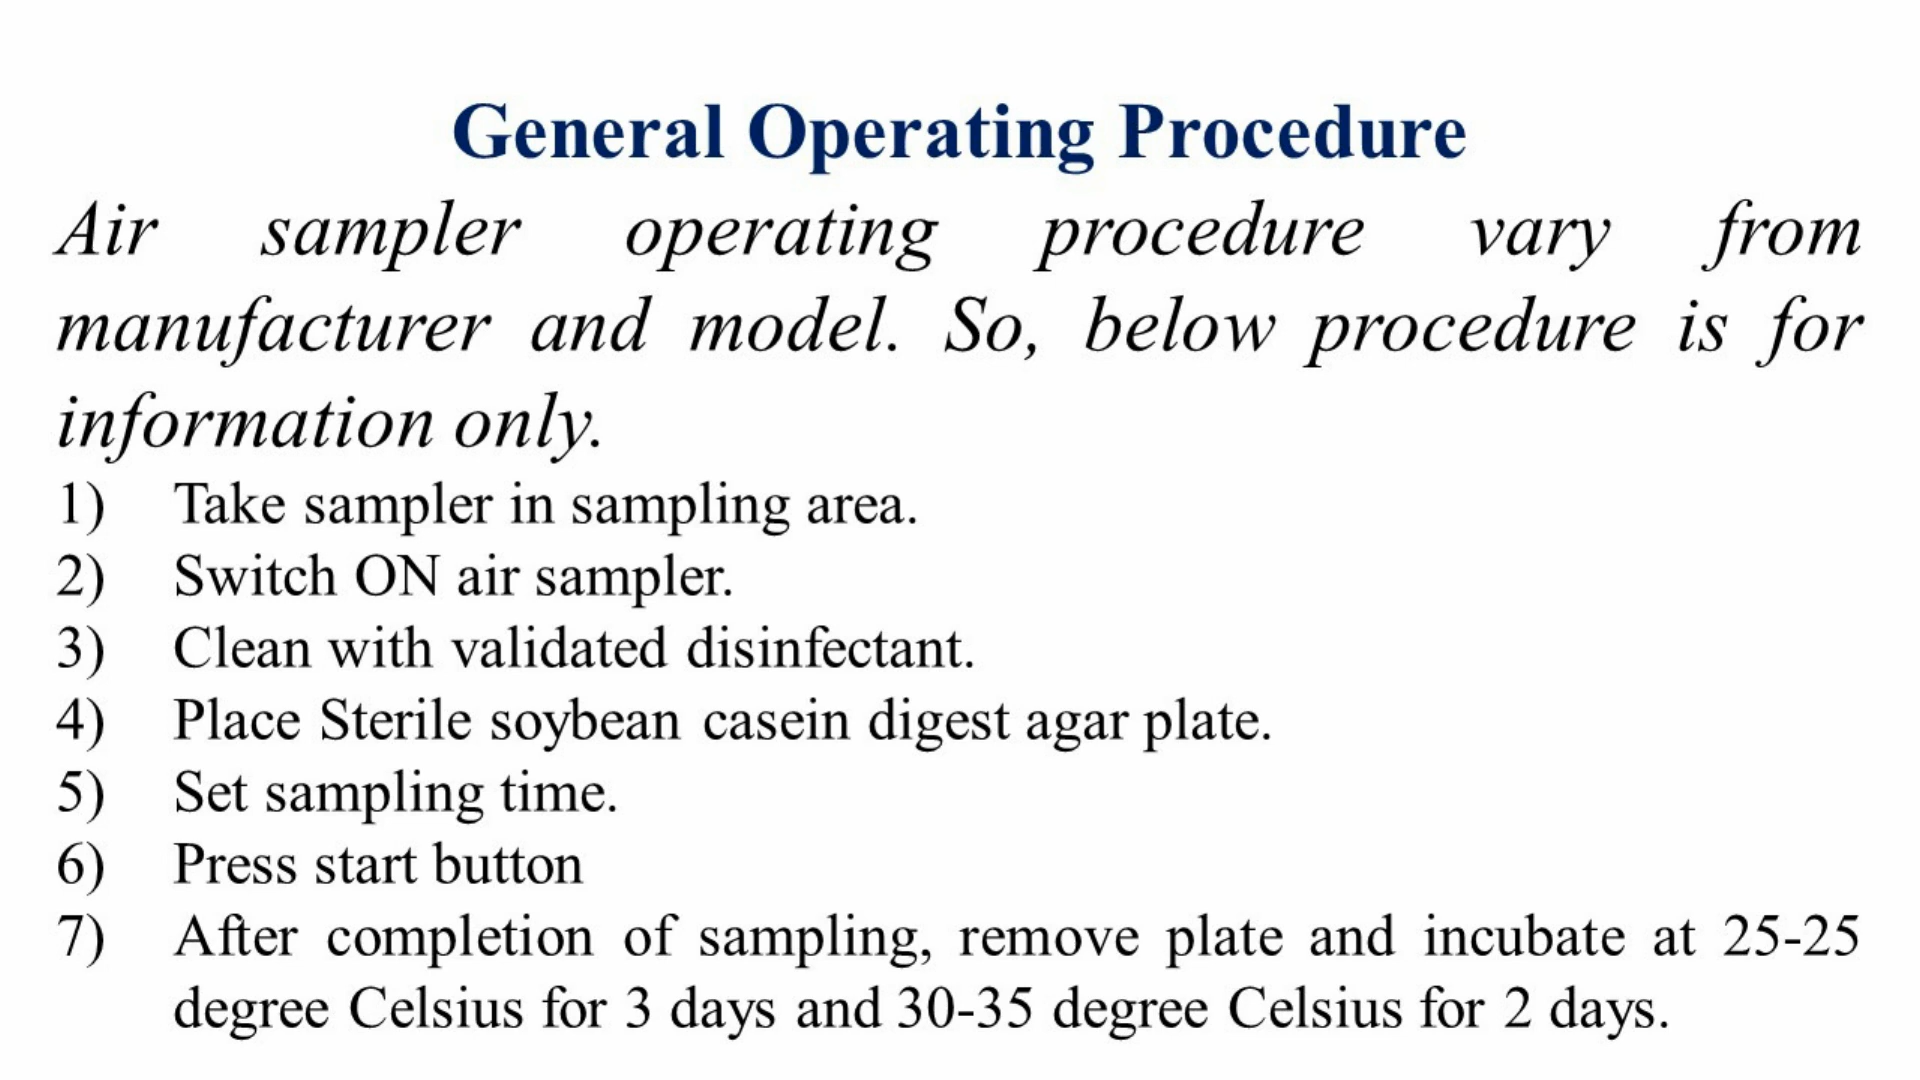 General Operating Procedure
Air sampler operating procedure vary from
manufacturer and model. So, below procedure is for
information only.
1) Take sampler in sampling area.
2) Switch ON air sampler.
3) Clean with validated disinfectant.
4) Place Sterile soybean casein digest agar plate.
5) Set sampling time.
6) Press start button
7) After completion of sampling, remove plate and incubate at 25-25
degree Celsius for 3 days and 30-35 degree Celsius for 2 days.